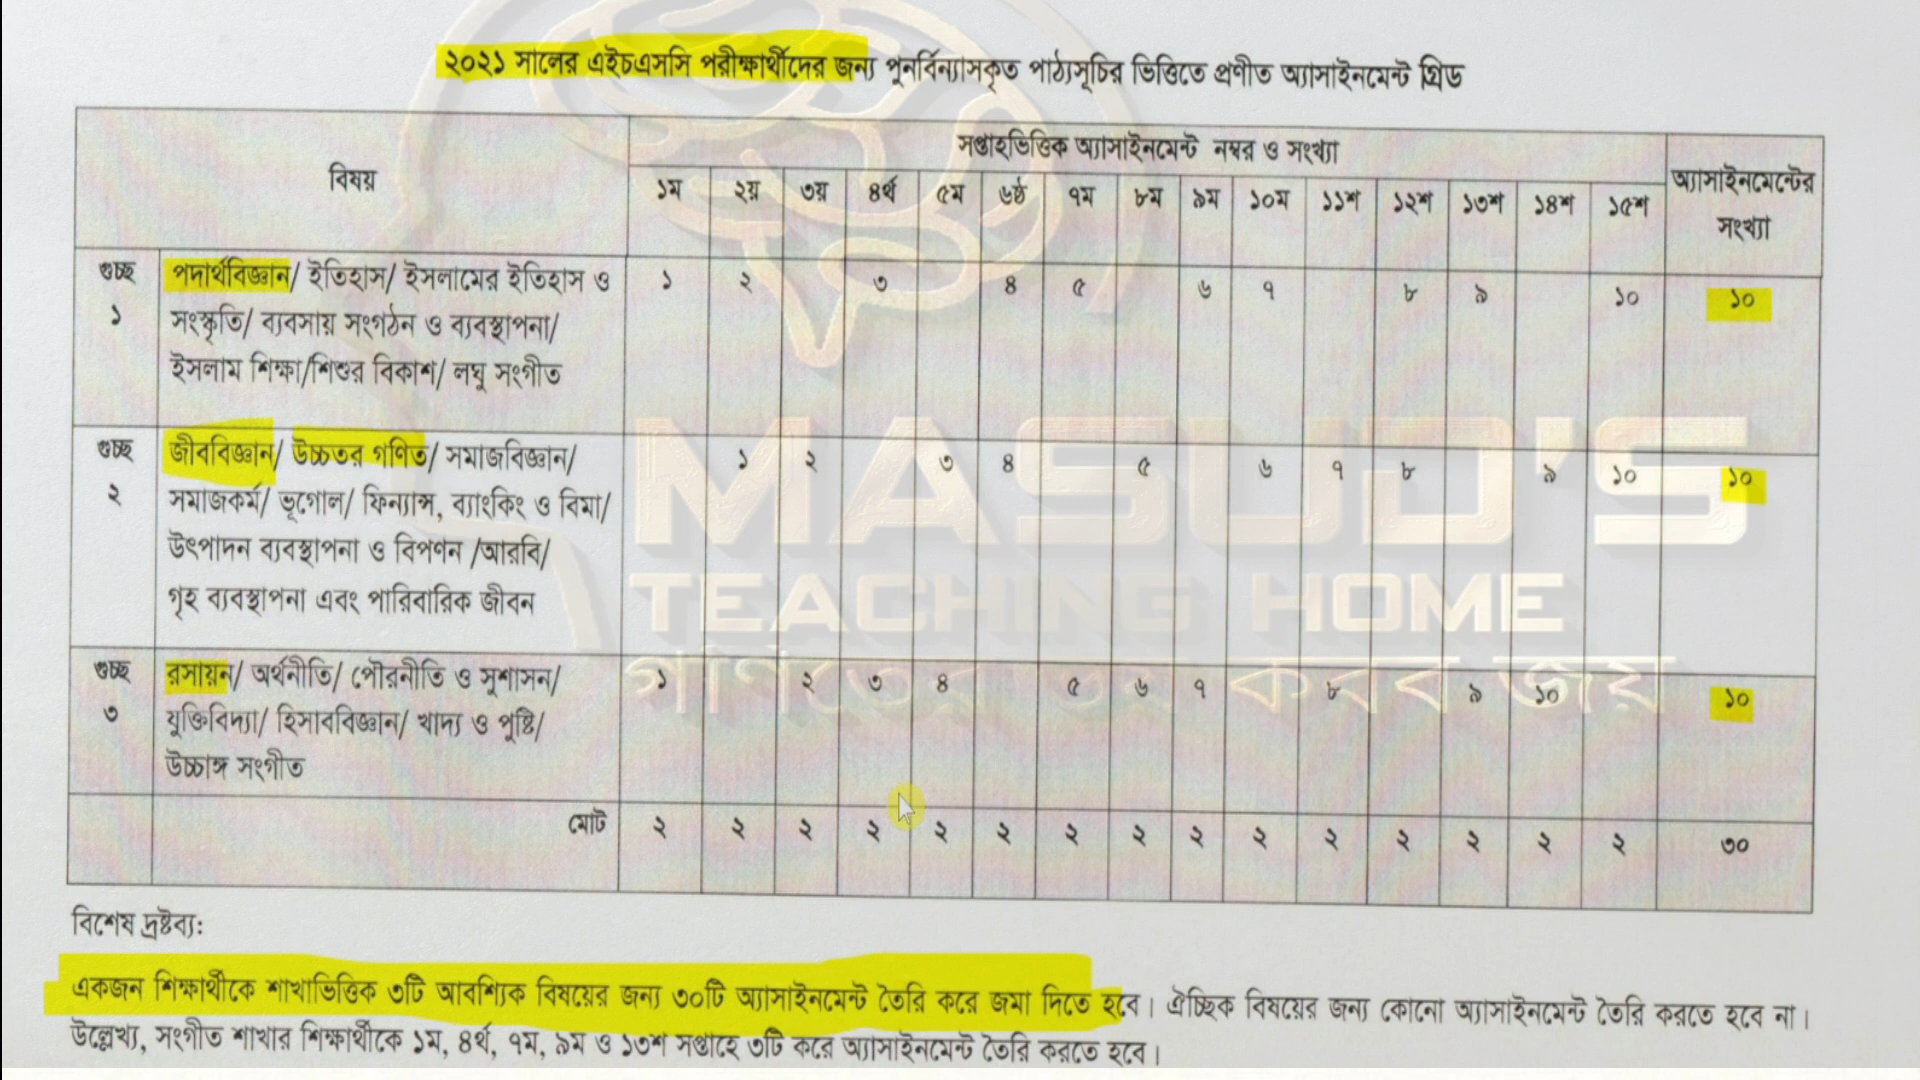 ২০২১ সালের এইচএসসি পরীক্ষার্থীদের জন্য পুনর্বিন্যাসকৃত পাঠ্যসূচির ভিত্তিতে প্রণীত অ্যাসাইনমেন্ট গ্রিড
বিষয়
সপ্তাহভিত্তিক অ্যাসাইনমেন্ট নম্বর ও সংখ্যা
অ্যাসাইনমেন্টের
সংখ্যা
১ম ২য় ৩য় ৪র্থ ৫ম ৬ষ্ঠ ৭ম ৮ম ৯ম ১০ম ১১শ ১২শ ১৩শ ১৪শ ১৫শ
গুচ্ছ পদার্থবিজ্ঞান/ ইতিহাস/ ইসলামের ইতিহাস ও ১ ২ ৩ ৪ ৫ ৬ ৭ ৮ ৯ ১০ ১০
১ সংস্কৃতি/ ব্যবসায় সংগঠন ও ব্যবস্থাপনা/
ইসলাম শিক্ষা/শিশুর বিকাশ/ লঘু সংগীত
গুচ্ছ জীববিজ্ঞান/ উচ্চতর গণিত/ সমাজবিজ্ঞান/ ১ ২ ৩ ৪ ৫ ৬ ৭ ৮ ৯ ১০ ১০
২ সমাজকর্ম/ ভূগোল/ ফিন্যান্স, ব্যাংকিং ও বিমা/
উৎপাদন ব্যবস্থাপনা ও বিপণন /আরবি/
গৃহ ব্যবস্থাপনা এবং পারিবারিক জীবন
গুচ্ছ রসায়ন/ অর্থনীতি/ পৌরনীতি ও সুশাসন/ ১ ২ ৩ ৪ ৫ ৬ ৭ ৮ ৯ ১০ ১০
৩ যুক্তিবিদ্যা/ হিসাববিজ্ঞান/ খাদ্য ও পুষ্টি/
উচ্চাঙ্গ সংগীত
মোট ২ ২ ২ ২ ২ ২ ২ ২ ২ ২ ২ ২ ২ ২ ২ ৩০
MASUD'S
TEACHING HOME
গণিতের করব জয়
বিশেষ দ্রষ্টব্য:
একজন শিক্ষার্থীকে শাখাভিত্তিক ৩টি আবশ্যিক বিষয়ের জন্য ৩০টি অ্যাসাইনমেন্ট তৈরি করে জমা দিতে হবে। ঐচ্ছিক বিষয়ের জন্য কোনো অ্যাসাইনমেন্ট তৈরি করতে হবে না।
উল্লেখ্য, সংগীত শাখার শিক্ষার্থীকে ১ম, ৪র্থ, ৭ম, ৯ম ও ১৩শ সপ্তাহে ৩টি করে অ্যাসাইনমেন্ট তৈরি করতে হবে।